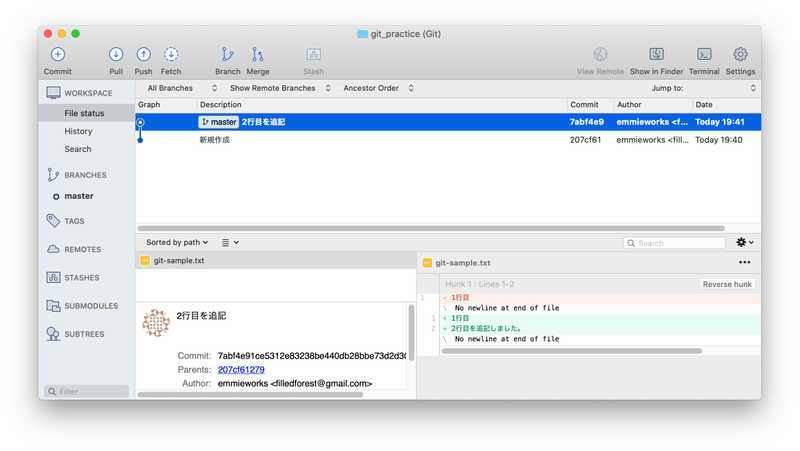 git_practice (Git)
Commit Pull Push Fetch Branch Merge Stash View Remote Show in Finder Terminal Settings
WORKSPACE
File status
History
Search
BRANCHES
master
TAGS
REMOTES
STASHES
SUBMODULES
SUBTREES
Filter
All Branches Show Remote Branches Ancestor Order Jump to:
Graph Description Commit Author Date
master 2行目を追記 7abf4e9 emmieworks <f... Today 19:41
新規作成 207cf61 emmieworks <fille... Today 19:40
Sorted by path Search
git-sample.txt
2行目を追記
Commit: 7abf4e91ce5312e83238be440db28bbe73d2d30
Parents: 207cf61279
Author: emmieworks <filledforest@gmail.com>
git-sample.txt
Hunk 1 : Lines 1-2 Reverse hunk
1 - 1行目
\ No newline at end of file
1 + 1行目
2 + 2行目を追記しました。
\ No newline at end of file